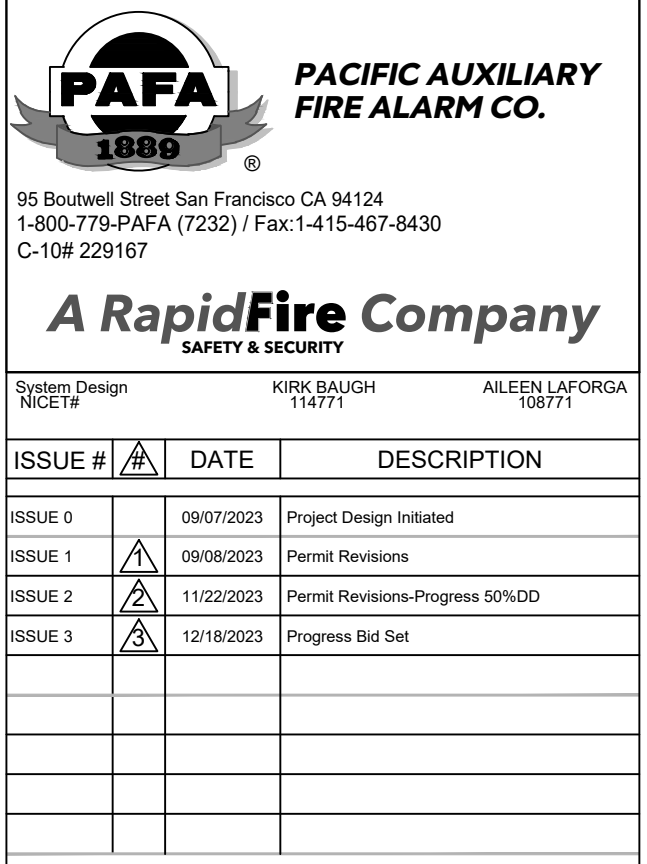 PAFA
1889
®
PACIFIC AUXILIARY
FIRE ALARM CO.
95 Boutwell Street San Francisco CA 94124
1-800-779-PAFA (7232) / Fax:1-415-467-8430
C-10# 229167
A RapidFire Company
SAFETY & SECURITY
System Design KIRK BAUGH AILEEN LAFORGA
NICET# 114771 108771
ISSUE # # DATE DESCRIPTION
ISSUE 0 09/07/2023 Project Design Initiated
ISSUE 1 1 09/08/2023 Permit Revisions
ISSUE 2 2 11/22/2023 Permit Revisions-Progress 50%DD
ISSUE 3 3 12/18/2023 Progress Bid Set